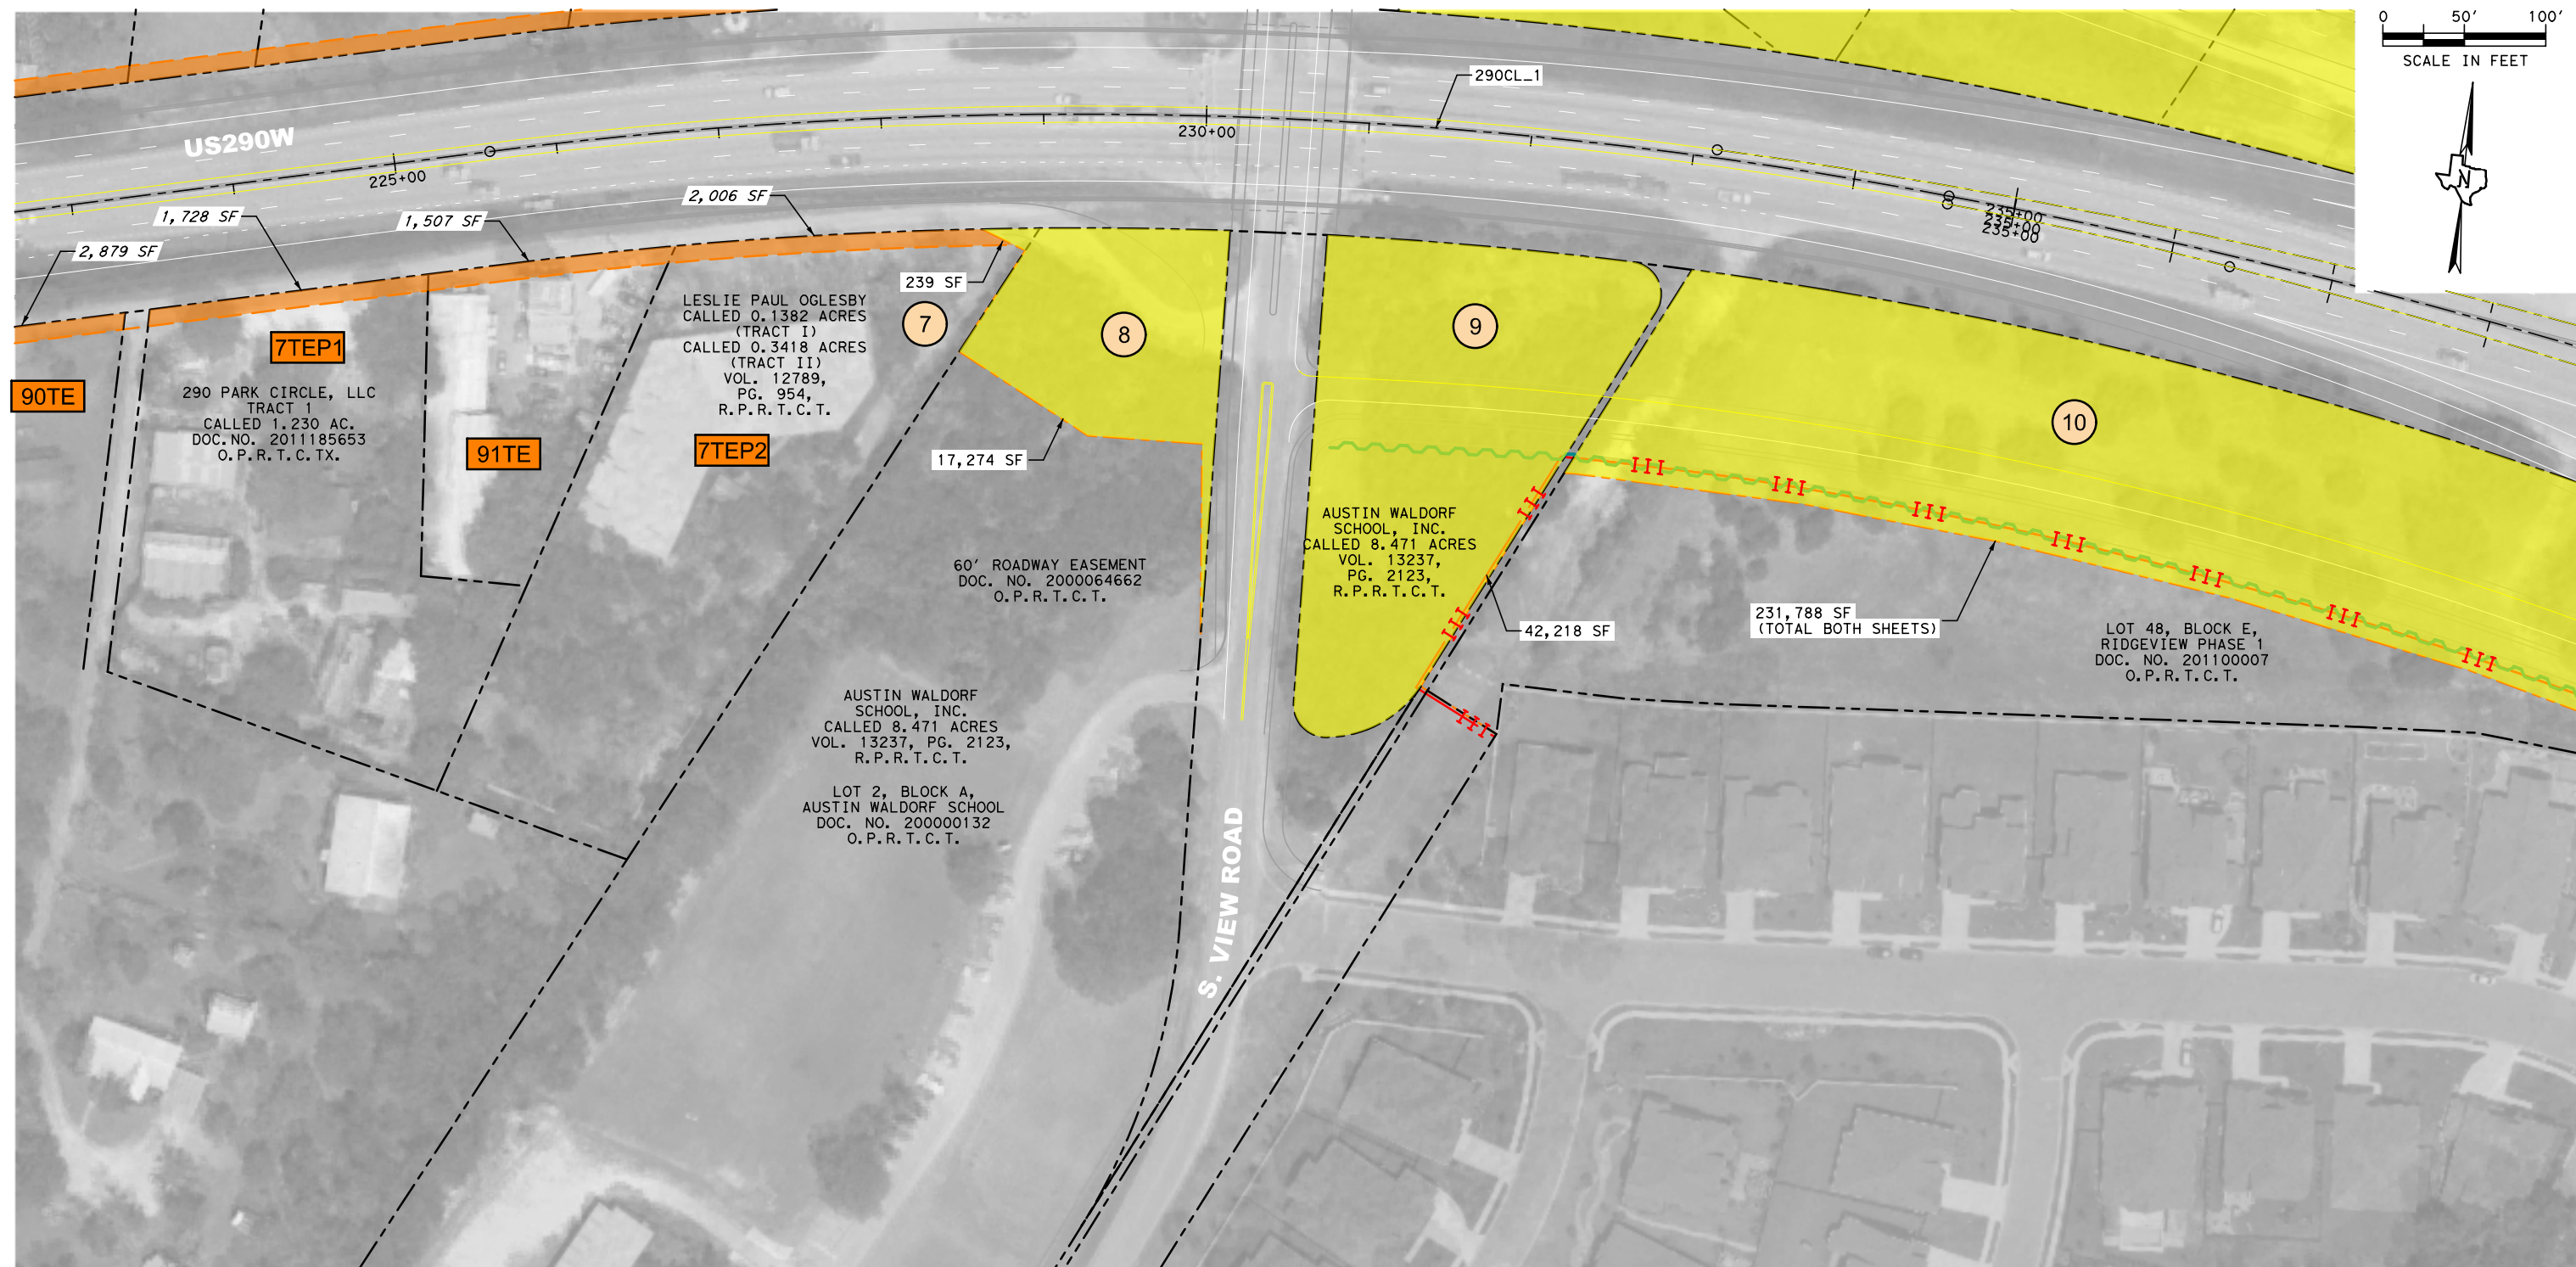 0 50' 100'
SCALE IN FEET
N
290CL_1
US290W
225+00
230+00
235+00
235+00
235+00
2,879 SF
1,728 SF
1,507 SF
2,006 SF
239 SF
7
8
9
10
7TEP1
90TE
91TE
7TEP2
290 PARK CIRCLE, LLC
TRACT 1
CALLED 1.230 AC.
DOC.NO. 2011185653
O.P.R.T.C.TX.
LESLIE PAUL OGLESBY
CALLED 0.1382 ACRES
(TRACT I)
CALLED 0.3418 ACRES
(TRACT II)
VOL. 12789,
PG. 954,
R.P.R.T.C.T.
17,274 SF
60' ROADWAY EASEMENT
DOC. NO. 2000064662
O.P.R.T.C.T.
AUSTIN WALDORF
SCHOOL, INC.
CALLED 8.471 ACRES
VOL. 13237,
PG. 2123,
R.P.R.T.C.T.
42,218 SF
231,788 SF
(TOTAL BOTH SHEETS)
LOT 48, BLOCK E,
RIDGEVIEW PHASE 1
DOC. NO. 201100007
O.P.R.T.C.T.
AUSTIN WALDORF
SCHOOL, INC.
CALLED 8.471 ACRES
VOL. 13237, PG. 2123,
R.P.R.T.C.T.
LOT 2, BLOCK A,
AUSTIN WALDORF SCHOOL
DOC. NO. 200000132
O.P.R.T.C.T.
S. VIEW ROAD